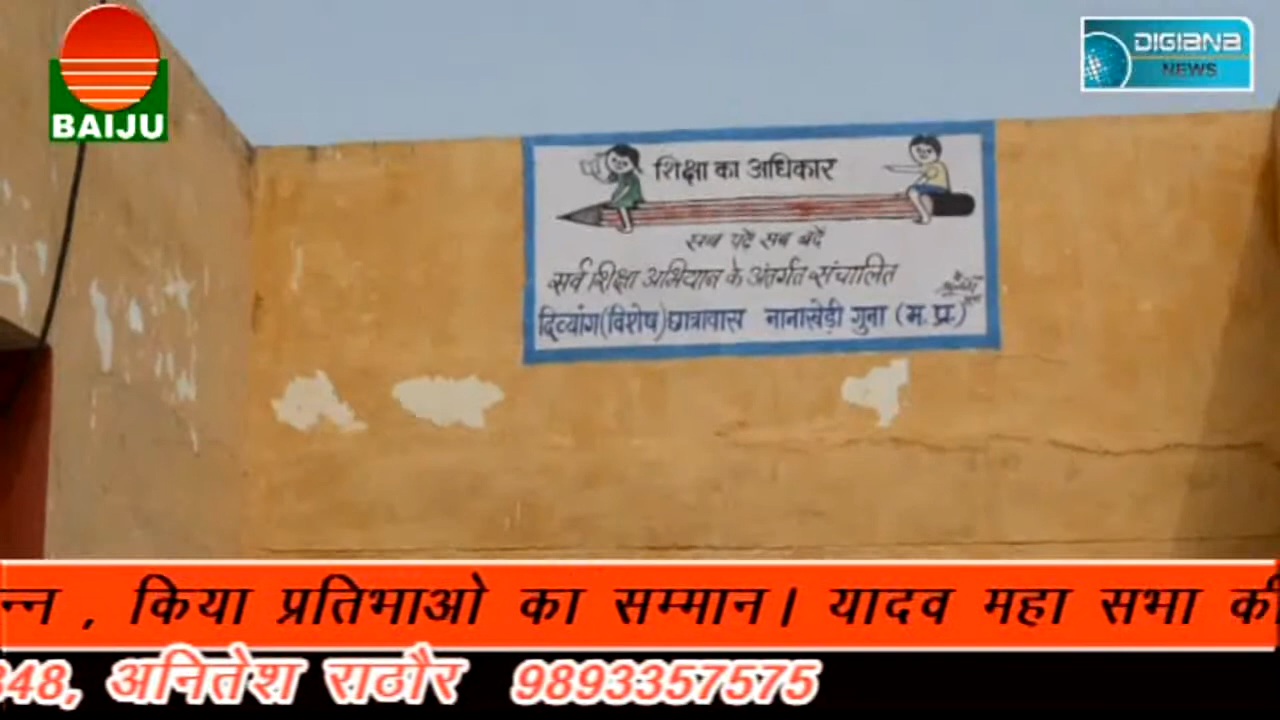 BAIJU
DIGIANA
NEWS
शिक्षा का अधिकार
सब पढ़ें सब बढ़ें
सर्व शिक्षा अभियान के अंतर्गत संचालित
दिव्यांग(विशेष)छात्रावास नानाखेड़ी गुना (म. प्र.)
न्न , किया प्रतिभाओ का सम्मान। यादव महा सभा की
348, अनितेश राठौर 9893357575